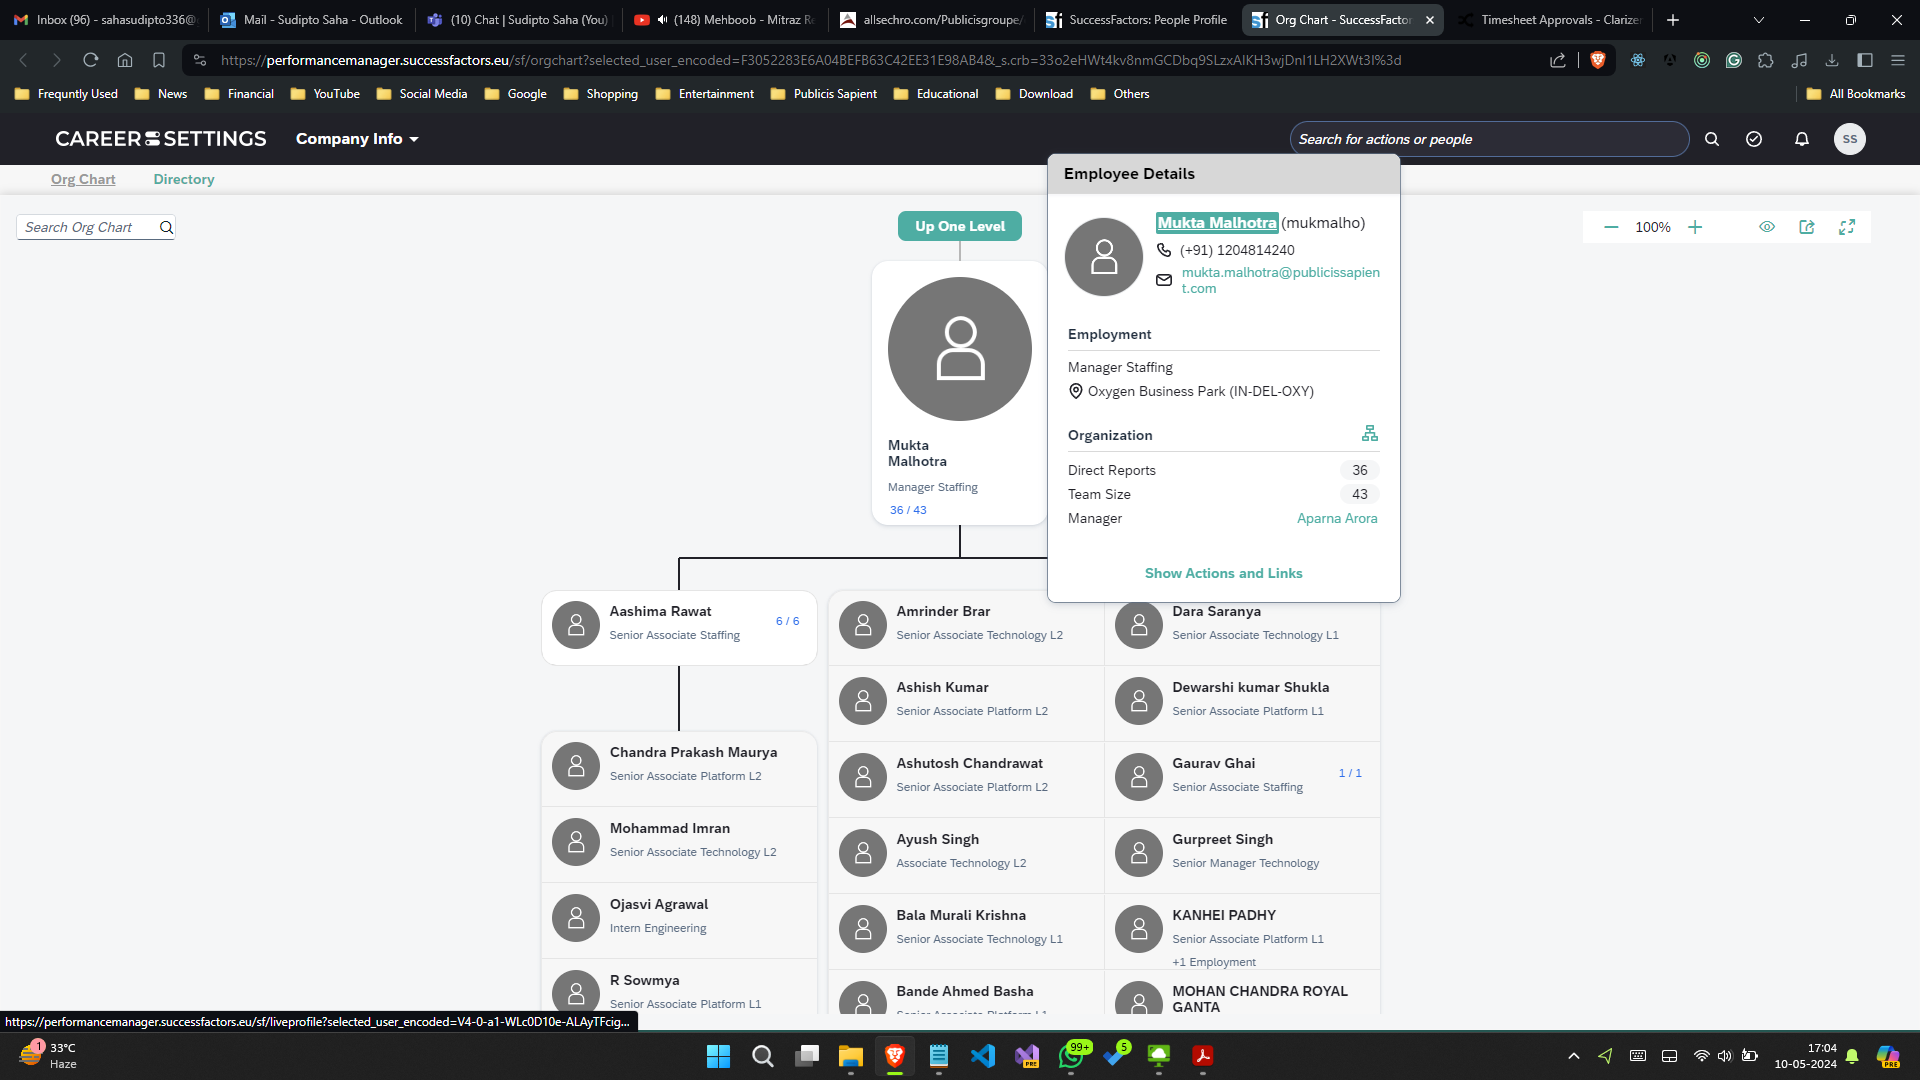 Inbox (96) - sahasudipto336@
Mail - Sudipto Saha - Outlook
(10) Chat | Sudipto Saha (You)
(148) Mehboob - Mitraz Re
allsechro.com/Publicisgroupe/
SuccessFactors: People Profile
Org Chart - SuccessFactor
Timesheet Approvals - Clarizen
https://performancemanager.successfactors.eu/sf/orgchart?selected_user_encoded=F3052283E6A04BEFB63C42EE31E98AB4&_s.crb=33o2eHWt4kv8nmGCDbq9SLzxAIKH3wjDnI1LH2XWt3I%3d
Frequntly Used
News
Financial
YouTube
Social Media
Google
Shopping
Entertainment
Publicis Sapient
Educational
Download
Others
All Bookmarks
CAREER SETTINGS
Company Info
Search for actions or people
SS
Org Chart
Directory
Search Org Chart
Up One Level
100%
Employee Details
Mukta Malhotra (mukmalho)
(+91) 1204814240
mukta.malhotra@publicissapien
t.com
Employment
Manager Staffing
Oxygen Business Park (IN-DEL-OXY)
Organization
Direct Reports 36
Team Size 43
Manager Aparna Arora
Show Actions and Links
Mukta
Malhotra
Manager Staffing
36 / 43
Aashima Rawat
Senior Associate Staffing
6 / 6
Chandra Prakash Maurya
Senior Associate Platform L2
Mohammad Imran
Senior Associate Technology L2
Ojasvi Agrawal
Intern Engineering
R Sowmya
Senior Associate Platform L1
Amrinder Brar
Senior Associate Technology L2
Ashish Kumar
Senior Associate Platform L2
Ashutosh Chandrawat
Senior Associate Platform L2
Ayush Singh
Associate Technology L2
Bala Murali Krishna
Senior Associate Technology L1
Bande Ahmed Basha
Dara Saranya
Senior Associate Technology L1
Dewarshi kumar Shukla
Senior Associate Platform L1
Gaurav Ghai
Senior Associate Staffing
1 / 1
Gurpreet Singh
Senior Manager Technology
KANHEI PADHY
Senior Associate Platform L1
+1 Employment
MOHAN CHANDRA ROYAL
GANTA
https://performancemanager.successfactors.eu/sf/liveprofile?selected_user_encoded=V4-0-a1-WLc0D10e-ALAyTFcig...
1
33°C
Haze
PRE
99+
5
17:04
10-05-2024
PRE